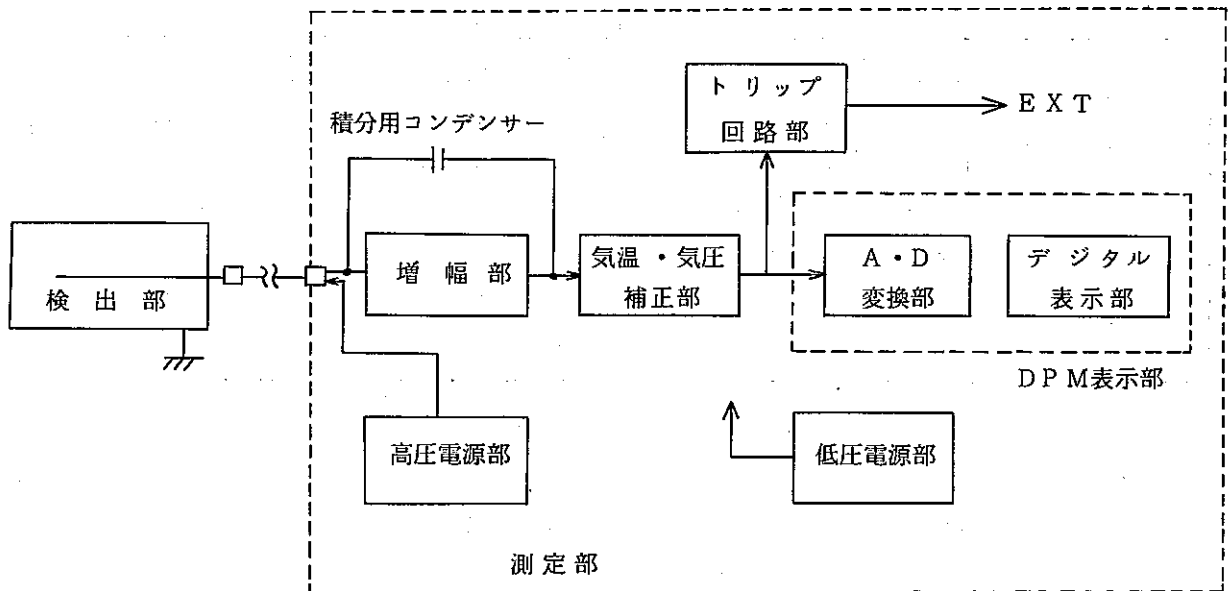 トリップ
回路部
EXT
積分用コンデンサー
検出部
増幅部
気温・気圧
補正部
A・D
変換部
デジタル
表示部
DPM表示部
高圧電源部
低圧電源部
測定部